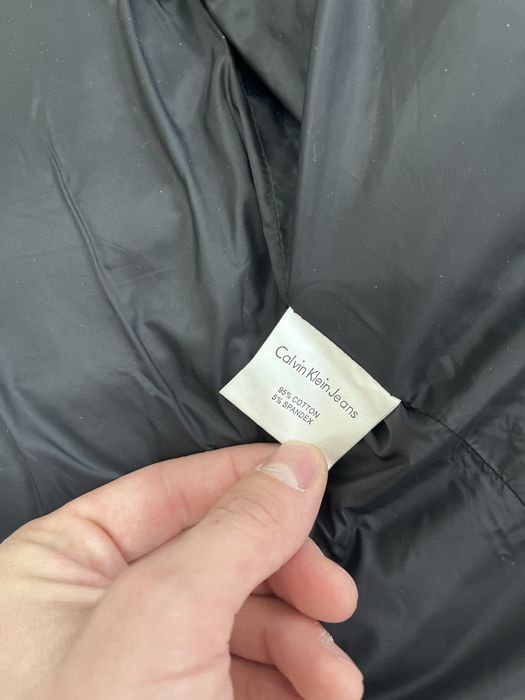 Calvin Klein Jeans
95% COTTON
5% SPANDEX